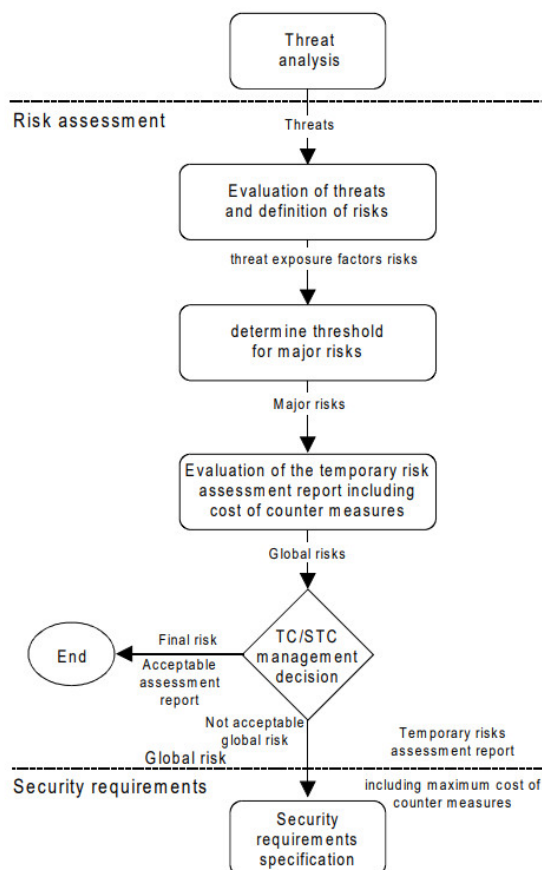 Threat
analysis
Risk assessment
Threats
Evaluation of threats
and definition of risks
threat exposure factors risks
determine threshold
for major risks
Major risks
Evaluation of the temporary risk
assessment report including
cost of counter measures
Global risks
TC/STC
management
decision
Final risk
Acceptable
assessment
report
End
Not acceptable
global risk
Global risk
Temporary risks
assessment report
Security requirements
including maximum cost of
counter measures
Security
requirements
specification